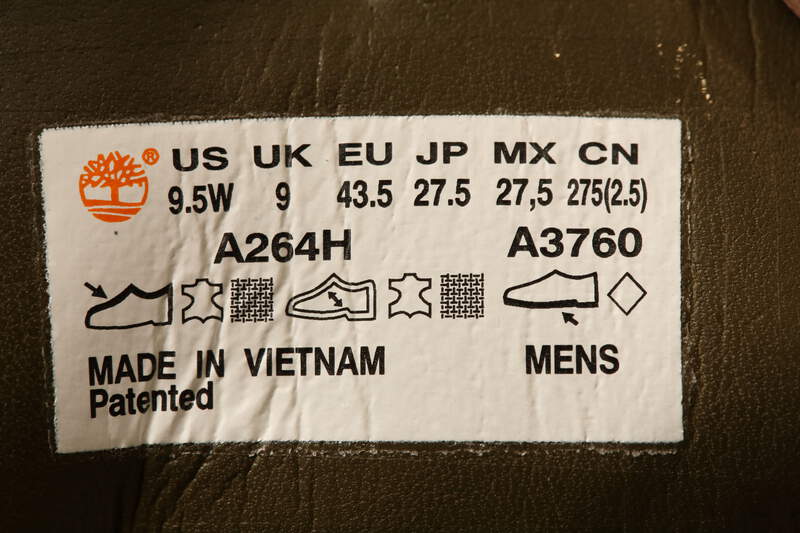 ® US UK EU JP MX CN
9.5W 9 43.5 27.5 27,5 275(2.5)
A264H A3760
MADE IN VIETNAM MENS
Patented